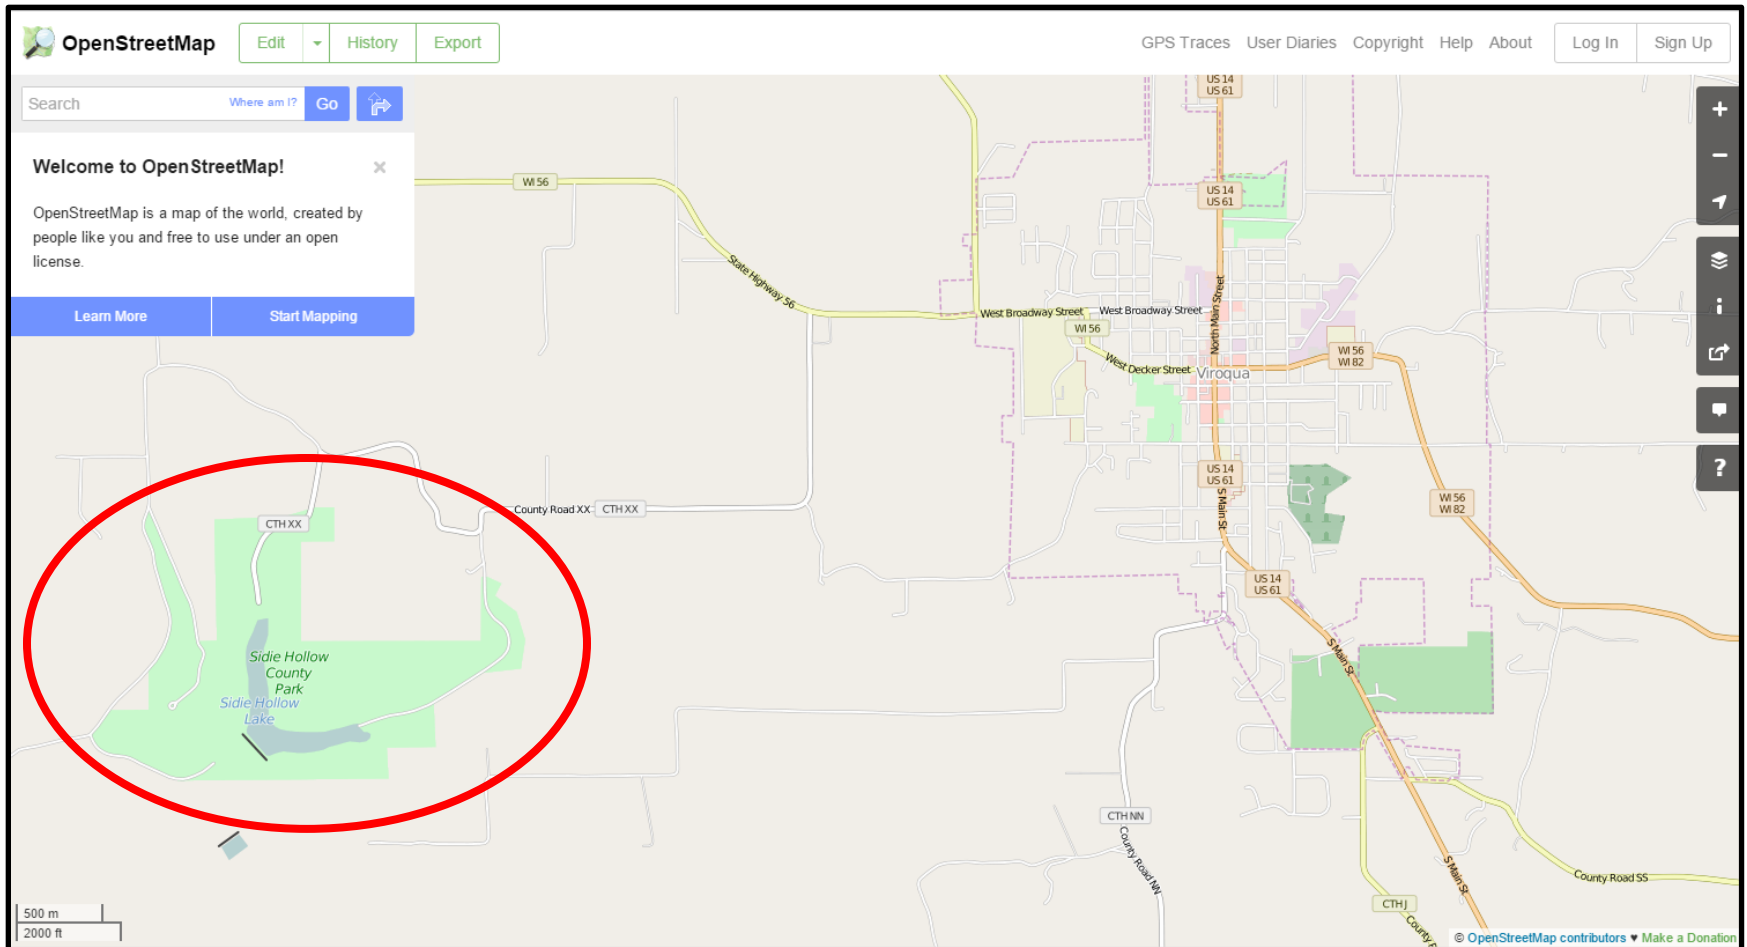 OpenStreetMap
Edit
History
Export
GPS Traces
User Diaries
Copyright
Help
About
Log In
Sign Up
Search
Where am I?
Go
Welcome to OpenStreetMap!
OpenStreetMap is a map of the world, created by
people like you and free to use under an open
license.
Learn More
Start Mapping
US 14
US 61
WI 56
US 14
US 61
State Highway 56
North Main Street
West Broadway Street
West Broadway Street
WI 56
WI 56
WI 82
West Decker Street
Viroqua
US 14
US 61
S Main St
WI 56
WI 82
County Road XX
CTH XX
CTH XX
US 14
US 61
Sidie Hollow
County
Park
Sidie Hollow
Lake
S Main St
CTH NN
County Road NN
S Main St
County Road SS
CTH J
County R
500 m
2000 ft
?
© OpenStreetMap contributors ♥ Make a Donation